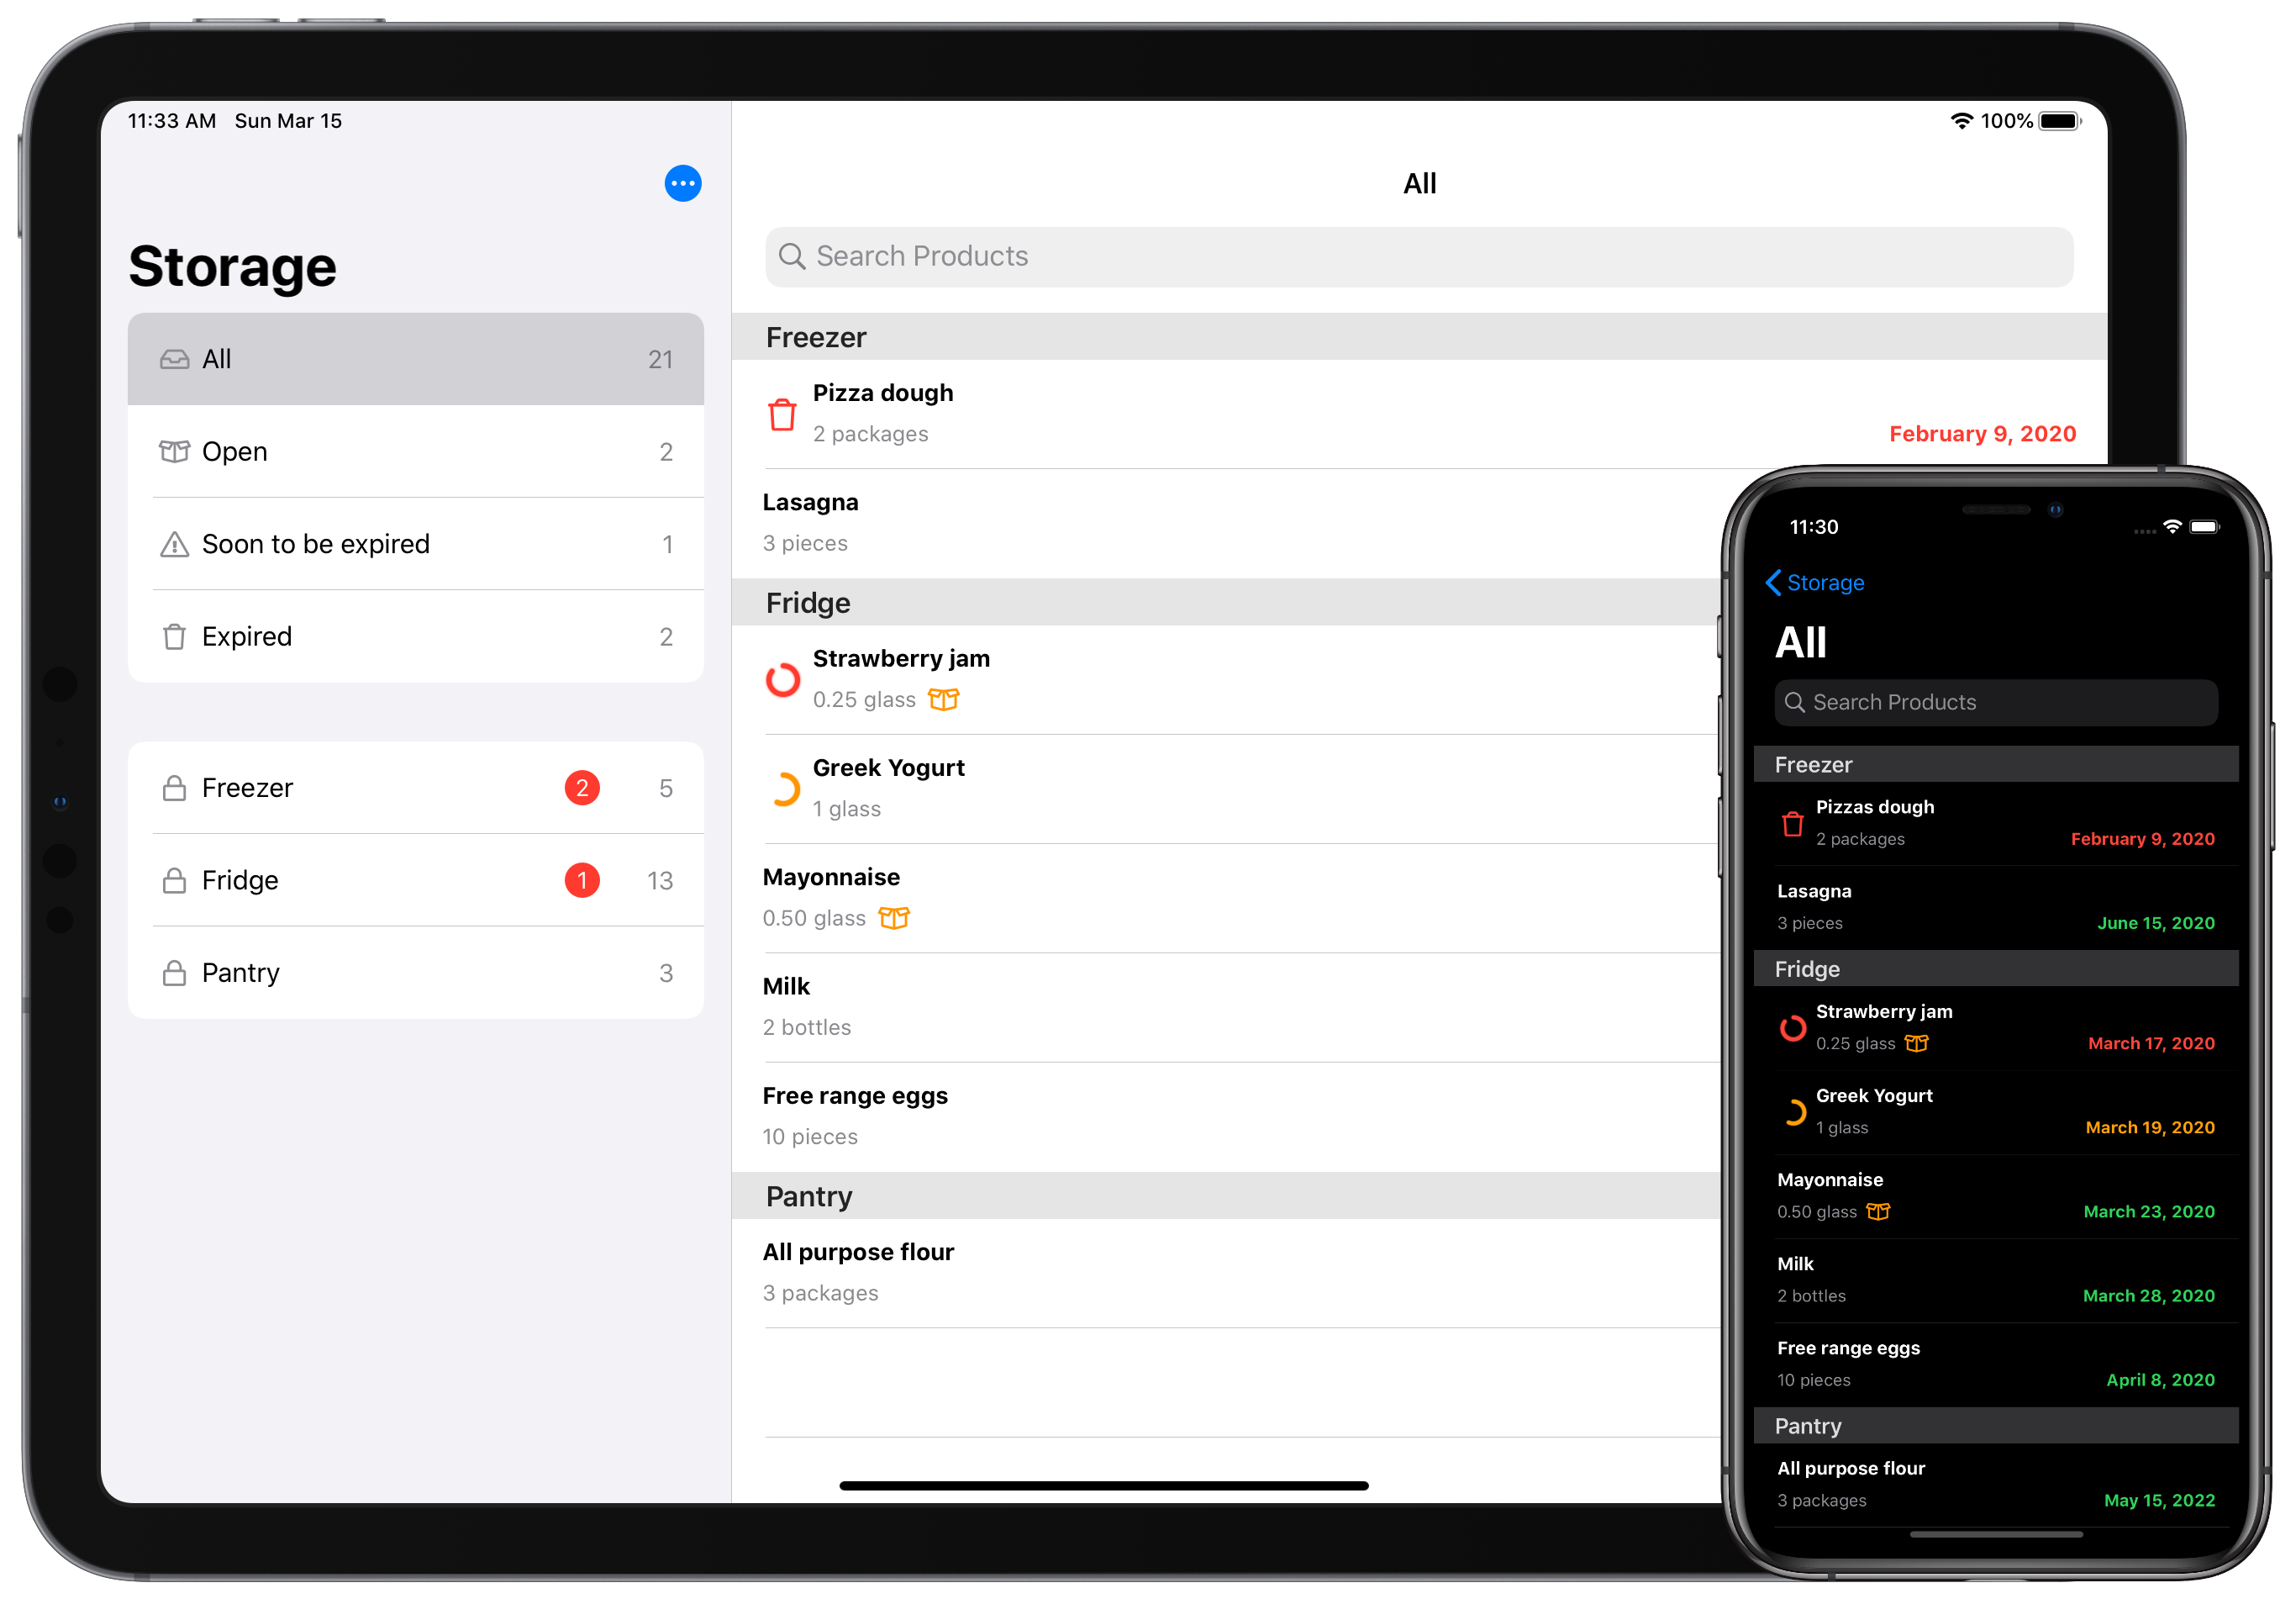 11:33 AM Sun Mar 15
100%
Storage
All 21
Open 2
Soon to be expired 1
Expired 2
Freezer 2 5
Fridge 1 13
Pantry 3
All
Search Products
Freezer
Pizza dough
2 packages February 9, 2020
Lasagna
3 pieces
Fridge
Strawberry jam
0.25 glass
Greek Yogurt
1 glass
Mayonnaise
0.50 glass
Milk
2 bottles
Free range eggs
10 pieces
Pantry
All purpose flour
3 packages
11:30
Storage
All
Search Products
Freezer
Pizzas dough
2 packages February 9, 2020
Lasagna
3 pieces June 15, 2020
Fridge
Strawberry jam
0.25 glass March 17, 2020
Greek Yogurt
1 glass March 19, 2020
Mayonnaise
0.50 glass March 23, 2020
Milk
2 bottles March 28, 2020
Free range eggs
10 pieces April 8, 2020
Pantry
All purpose flour
3 packages May 15, 2022